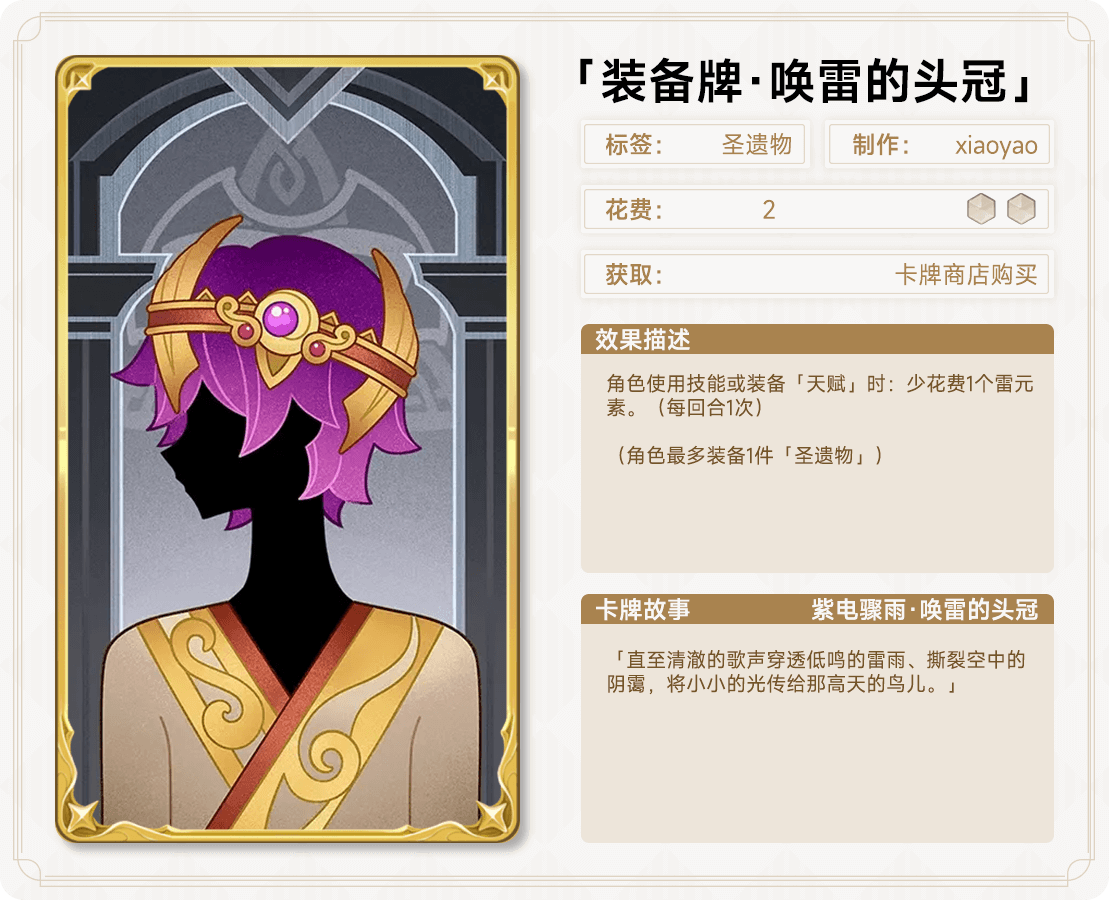 「装备牌·唤雷的头冠」
标签： 圣遗物 制作： xiaoyao
花费： 2
获取： 卡牌商店购买
效果描述
角色使用技能或装备「天赋」时：少花费1个雷元
素。（每回合1次）
（角色最多装备1件「圣遗物」）
卡牌故事 紫电骤雨·唤雷的头冠
「直至清澈的歌声穿透低鸣的雷雨、撕裂空中的
阴霭，将小小的光传给那高天的鸟儿。」